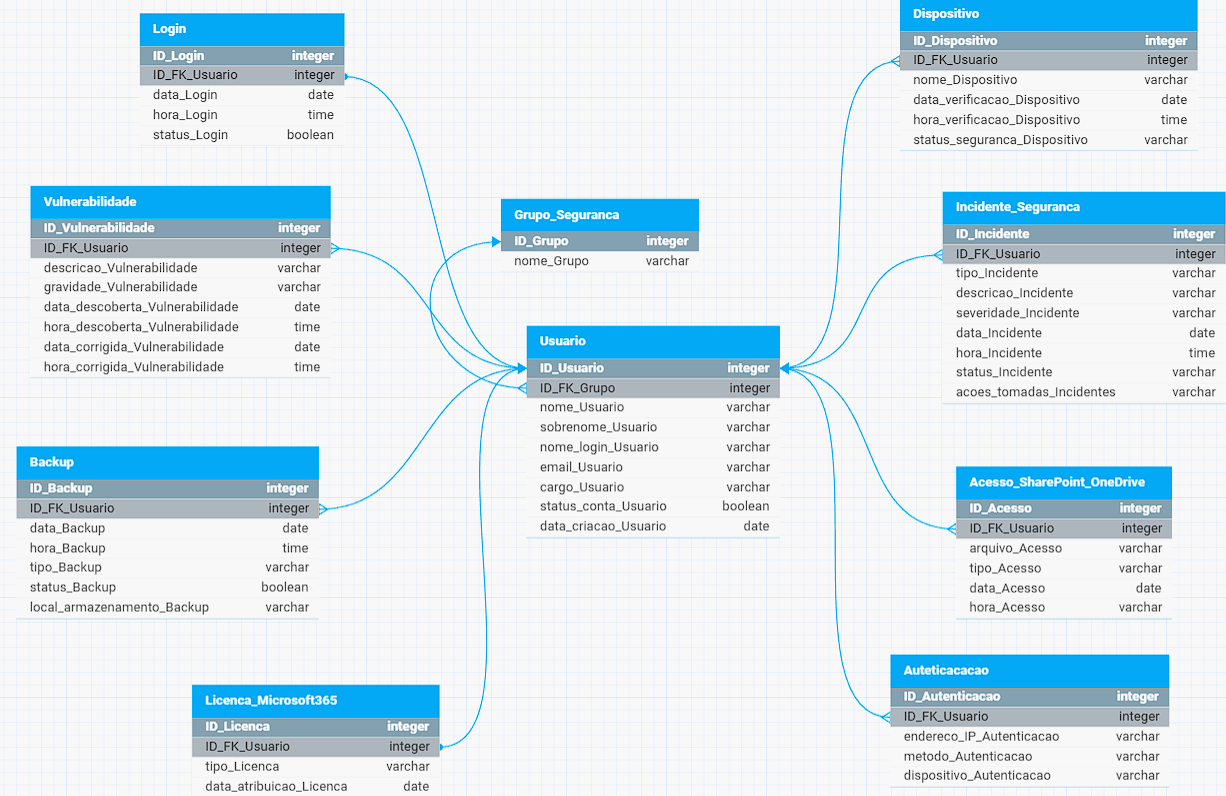 Login
ID_Login integer
ID_FK_Usuario integer
data_Login date
hora_Login time
status_Login boolean
Vulnerabilidade
ID_Vulnerabilidade integer
ID_FK_Usuario integer
descricao_Vulnerabilidade varchar
gravidade_Vulnerabilidade varchar
data_descoberta_Vulnerabilidade date
hora_descoberta_Vulnerabilidade time
data_corrigida_Vulnerabilidade date
hora_corrigida_Vulnerabilidade time
Backup
ID_Backup integer
ID_FK_Usuario integer
data_Backup date
hora_Backup time
tipo_Backup varchar
status_Backup boolean
local_armazenamento_Backup varchar
Licenca_Microsoft365
ID_Licenca integer
ID_FK_Usuario integer
tipo_Licenca varchar
data_atribuicao_Licenca date
Grupo_Seguranca
ID_Grupo integer
nome_Grupo varchar
Usuario
ID_Usuario integer
ID_FK_Grupo integer
nome_Usuario varchar
sobrenome_Usuario varchar
nome_login_Usuario varchar
email_Usuario varchar
cargo_Usuario varchar
status_conta_Usuario boolean
data_criacao_Usuario date
Dispositivo
ID_Dispositivo integer
ID_FK_Usuario integer
nome_Dispositivo varchar
data_verificacao_Dispositivo date
hora_verificacao_Dispositivo time
status_seguranca_Dispositivo varchar
Incidente_Seguranca
ID_Incidente integer
ID_FK_Usuario integer
tipo_Incidente varchar
descricao_Incidente varchar
severidade_Incidente varchar
data_Incidente date
hora_Incidente time
status_Incidente varchar
acoes_tomadas_Incidentes varchar
Acesso_SharePoint_OneDrive
ID_Acesso integer
ID_FK_Usuario integer
arquivo_Acesso varchar
tipo_Acesso varchar
data_Acesso date
hora_Acesso varchar
Auteticacacao
ID_Autenticacao integer
ID_FK_Usuario integer
endereco_IP_Autenticacao varchar
metodo_Autenticacao varchar
dispositivo_Autenticacao varchar